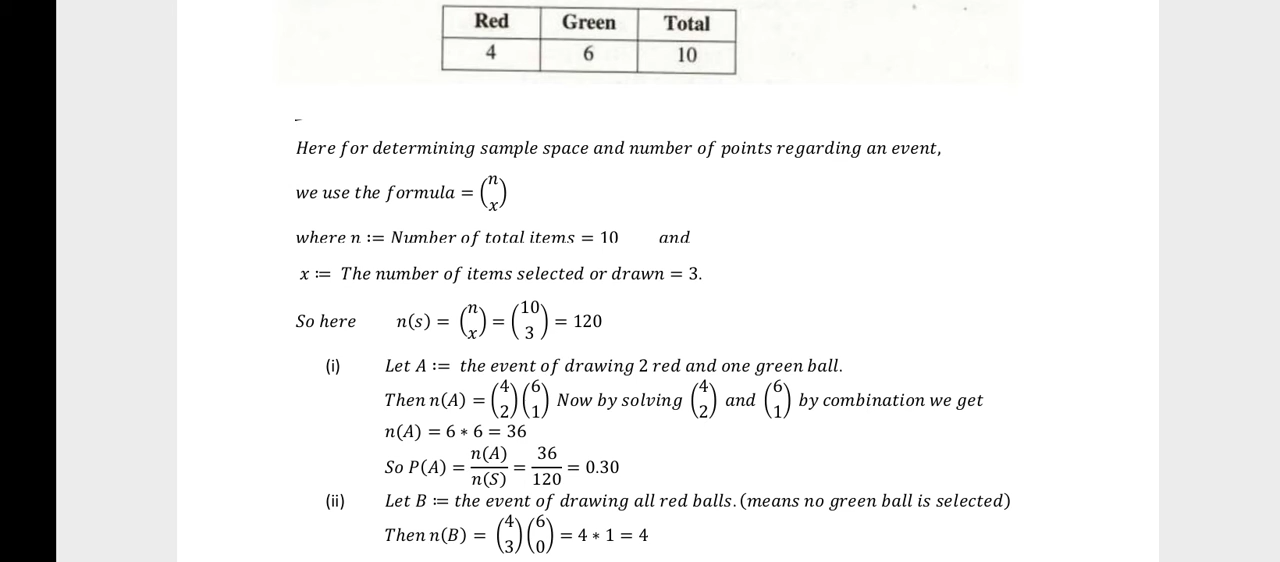 Red Green Total
4 6 10
Here for determining sample space and number of points regarding an event,
we use the formula = (n x)
where n := Number of total items = 10 and
x := The number of items selected or drawn = 3.
So here n(s) = (n x) = (10 3) = 120
(i) Let A := the event of drawing 2 red and one green ball.
Then n(A) = (4 2)(6 1) Now by solving (4 2) and (6 1) by combination we get
n(A) = 6 * 6 = 36
So P(A) = n(A)/n(S) = 36/120 = 0.30
(ii) Let B := the event of drawing all red balls. (means no green ball is selected)
Then n(B) = (4 3)(6 0) = 4 * 1 = 4